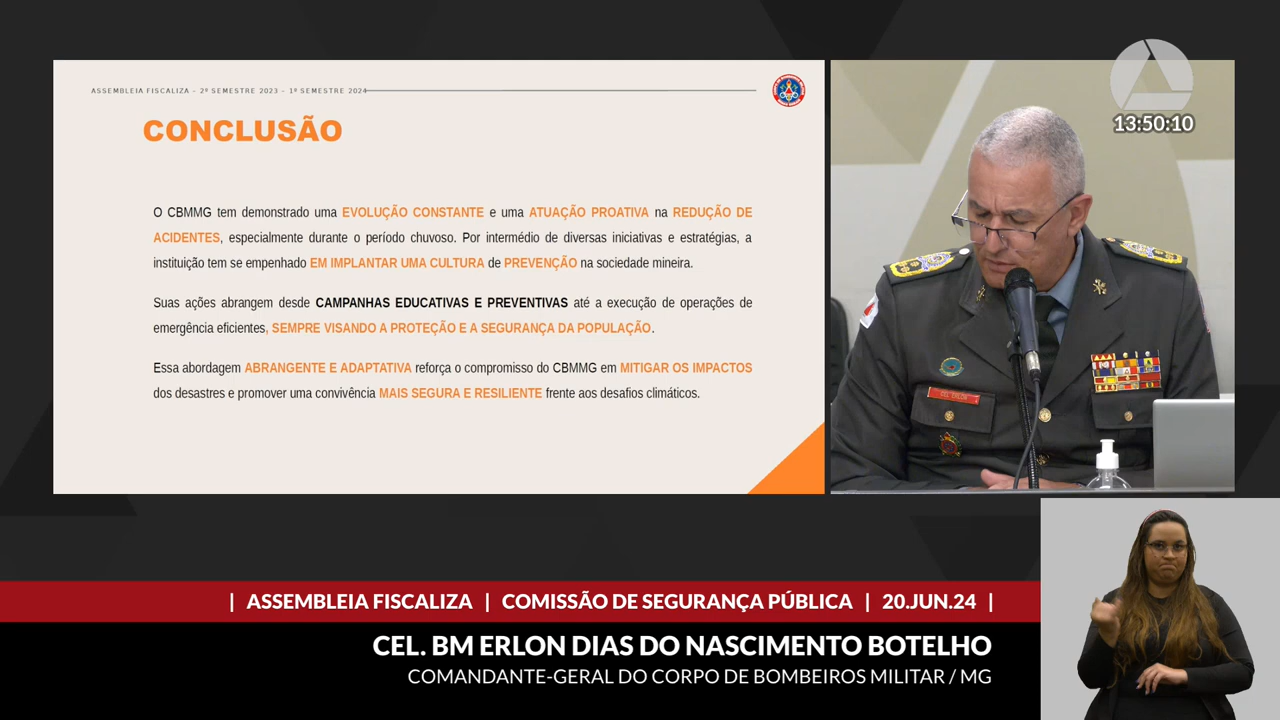 ASSEMBLEIA FISCALIZA - 2º SEMESTRE 2023 - 1º SEMESTRE 2024
CONCLUSÃO
O CBMMG tem demonstrado uma EVOLUÇÃO CONSTANTE e uma ATUAÇÃO PROATIVA na REDUÇÃO DE
ACIDENTES, especialmente durante o período chuvoso. Por intermédio de diversas iniciativas e estratégias, a
instituição tem se empenhado EM IMPLANTAR UMA CULTURA de PREVENÇÃO na sociedade mineira.
Suas ações abrangem desde CAMPANHAS EDUCATIVAS E PREVENTIVAS até a execução de operações de
emergência eficientes, SEMPRE VISANDO A PROTEÇÃO E A SEGURANÇA DA POPULAÇÃO.
Essa abordagem ABRANGENTE E ADAPTATIVA reforça o compromisso do CBMMG em MITIGAR OS IMPACTOS
dos desastres e promover uma convivência MAIS SEGURA E RESILIENTE frente aos desafios climáticos.
13:50:10
CEL ERLON
| ASSEMBLEIA FISCALIZA | COMISSÃO DE SEGURANÇA PÚBLICA | 20.JUN.24 |
CEL. BM ERLON DIAS DO NASCIMENTO BOTELHO
COMANDANTE-GERAL DO CORPO DE BOMBEIROS MILITAR / MG